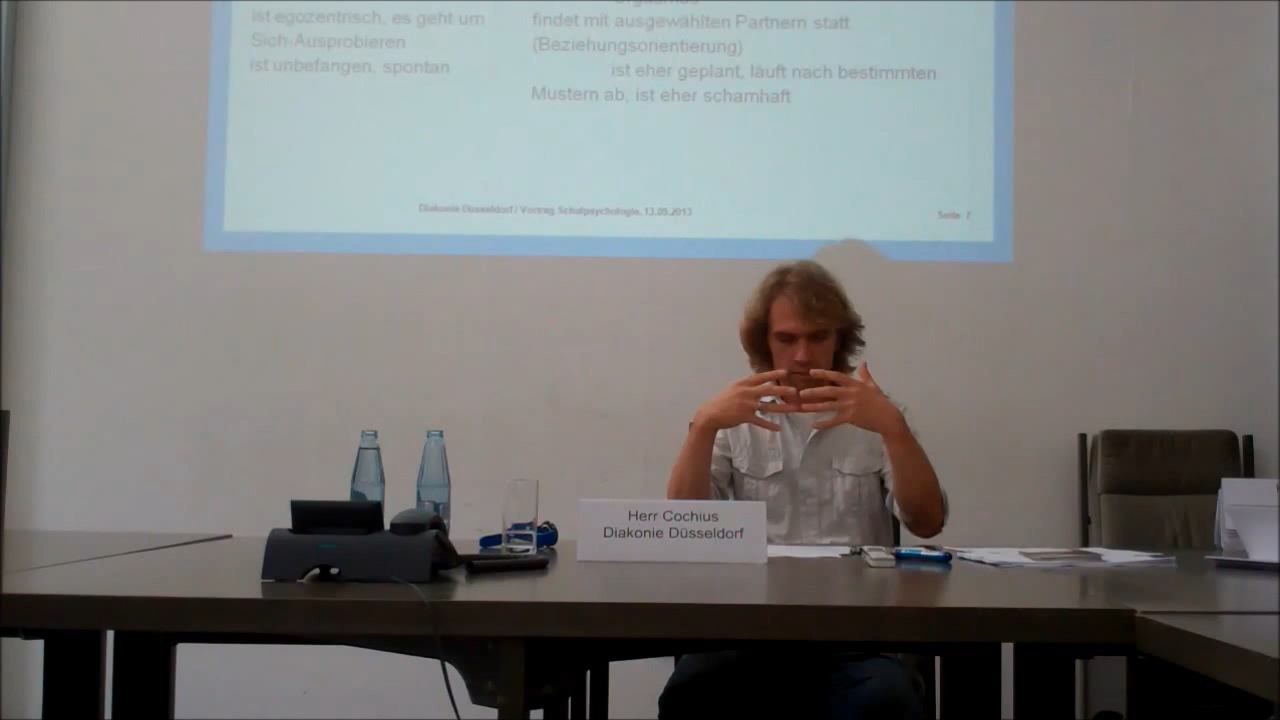 Orgasmus
ist egozentrisch, es geht um
Sich-Ausprobieren
ist unbefangen, spontan
findet mit ausgewählten Partnern statt
(Beziehungsorientierung)
ist eher geplant, läuft nach bestimmten
Mustern ab, ist eher schamhaft
Diakonie Düsseldorf / Vortrag Schulpsychologie, 13.09.2013
Seite 7
Herr Cochius
Diakonie Düsseldorf